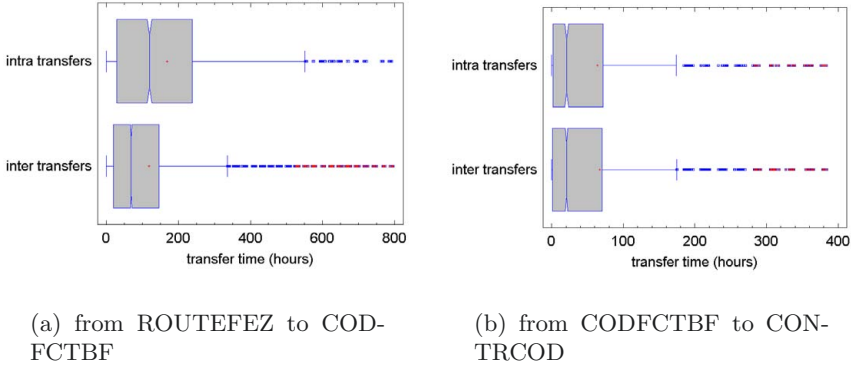 intra transfers
inter transfers
0 200 400 600 800
transfer time (hours)
intra transfers
inter transfers
0 100 200 300 400
transfer time (hours)
(a) from ROUTEFEZ to COD-
FCTBF
(b) from CODFCTBF to CON-
TRCOD